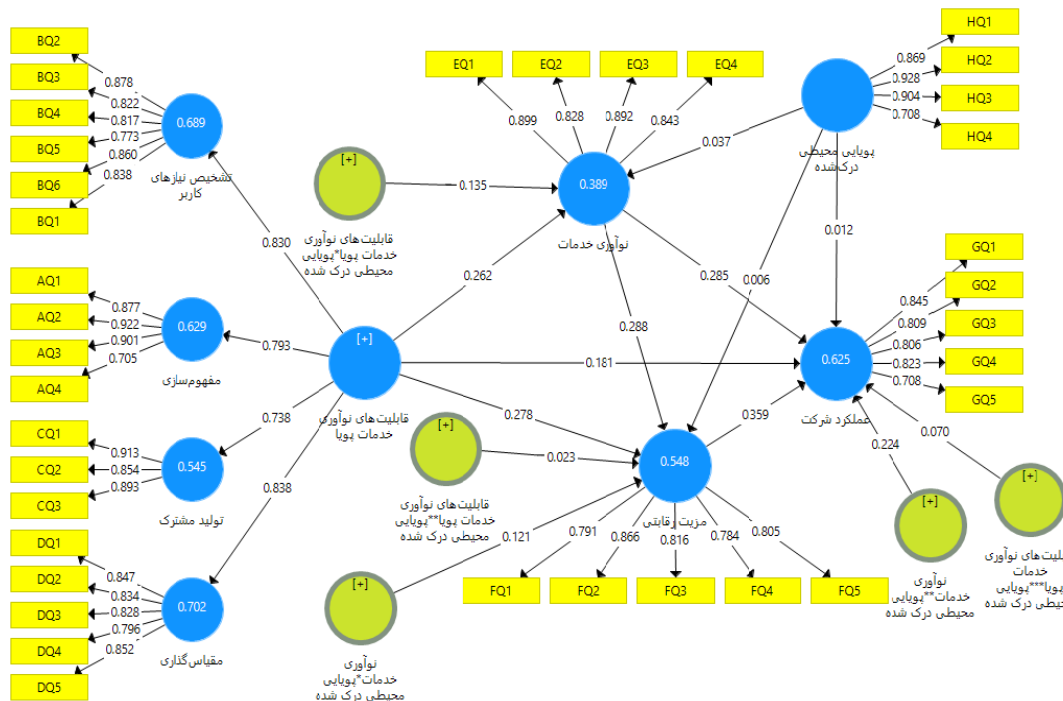 BQ2
BQ3
BQ4
BQ5
BQ6
BQ1
0.878
0.822
0.817
0.773
0.860
0.838
0.689
تشخیص نیازهای
کاربر
AQ1
AQ2
AQ3
AQ4
0.877
0.922
0.901
0.705
0.629
مفهوم‌سازی
CQ1
CQ2
CQ3
0.913
0.854
0.893
0.545
تولید مشترک
DQ1
DQ2
DQ3
DQ4
DQ5
0.847
0.834
0.828
0.796
0.852
0.702
مقیاس‌گذاری
0.830
0.793
0.738
0.838
[+]
قابلیت‌های نوآوری
خدمات پویا
[+]
قابلیت‌های نوآوری
خدمات پویا*پویایی
محیطی درک شده
0.135
EQ1
EQ2
EQ3
EQ4
0.899
0.828
0.892
0.843
0.389
نوآوری خدمات
0.262
0.037
0.285
0.288
0.006
0.012
0.181
0.278
0.359
HQ1
HQ2
HQ3
HQ4
0.869
0.928
0.904
0.708
پویایی محیطی
درک‌شده
GQ1
GQ2
GQ3
GQ4
GQ5
0.845
0.809
0.806
0.823
0.708
0.625
عملکرد شرکت
[+]
قابلیت‌های نوآوری
خدمات پویا**پویایی
محیطی درک شده
0.023
[+]
نوآوری
خدمات*پویایی
محیطی درک شده
0.121
0.548
مزیت رقابتی
0.791
0.866
0.816
0.784
0.805
FQ1
FQ2
FQ3
FQ4
FQ5
[+]
نوآوری
خدمات**پویایی
محیطی درک شده
0.224
[+]
بلیت‌های نوآوری
خدمات
پویا***پویایی
حیطی درک شده
0.070